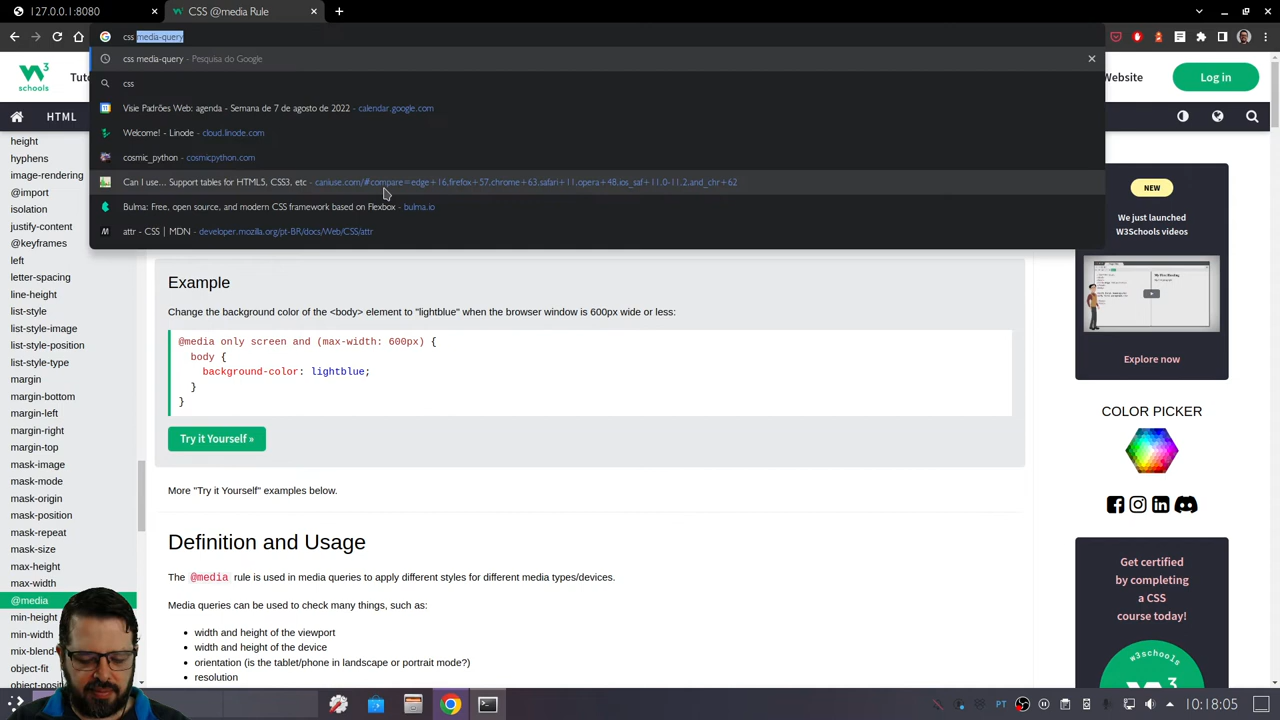 127.0.0.1:8080
CSS @media Rule
css media-query
css media-query - Pesquisa do Google
css
Visie Padrões Web: agenda - Semana de 7 de agosto de 2022 - calendar.google.com
Welcome! - Linode - cloud.linode.com
cosmic_python - cosmicpython.com
Can I use... Support tables for HTML5, CSS3, etc - caniuse.com/#compare=edge+16,firefox+57,chrome+63,safari+11,opera+48,ios_saf+11.0-11.2,and_chr+62
Bulma: Free, open source, and modern CSS framework based on Flexbox - bulma.io
attr - CSS | MDN - developer.mozilla.org/pt-BR/docs/Web/CSS/attr
W3
schools
Tut
Website
Log in
HTML
height
hyphens
image-rendering
@import
isolation
justify-content
@keyframes
left
letter-spacing
line-height
list-style
list-style-image
list-style-position
list-style-type
margin
margin-bottom
margin-left
margin-right
margin-top
mask-image
mask-mode
mask-origin
mask-position
mask-repeat
mask-size
max-height
max-width
@media
min-height
min-width
mix-blend-
object-fit
Example
Change the background color of the <body> element to "lightblue" when the browser window is 600px wide or less:
@media only screen and (max-width: 600px) {
body {
background-color: lightblue;
}
}
Try it Yourself »
More "Try it Yourself" examples below.
Definition and Usage
The @media rule is used in media queries to apply different styles for different media types/devices.
Media queries can be used to check many things, such as:
• width and height of the viewport
• width and height of the device
• orientation (is the tablet/phone in landscape or portrait mode?)
• resolution
NEW
We just launched
W3Schools videos
Explore now
COLOR PICKER
Get certified
by completing
a CSS
course today!
w3schools
PT
10:18:05